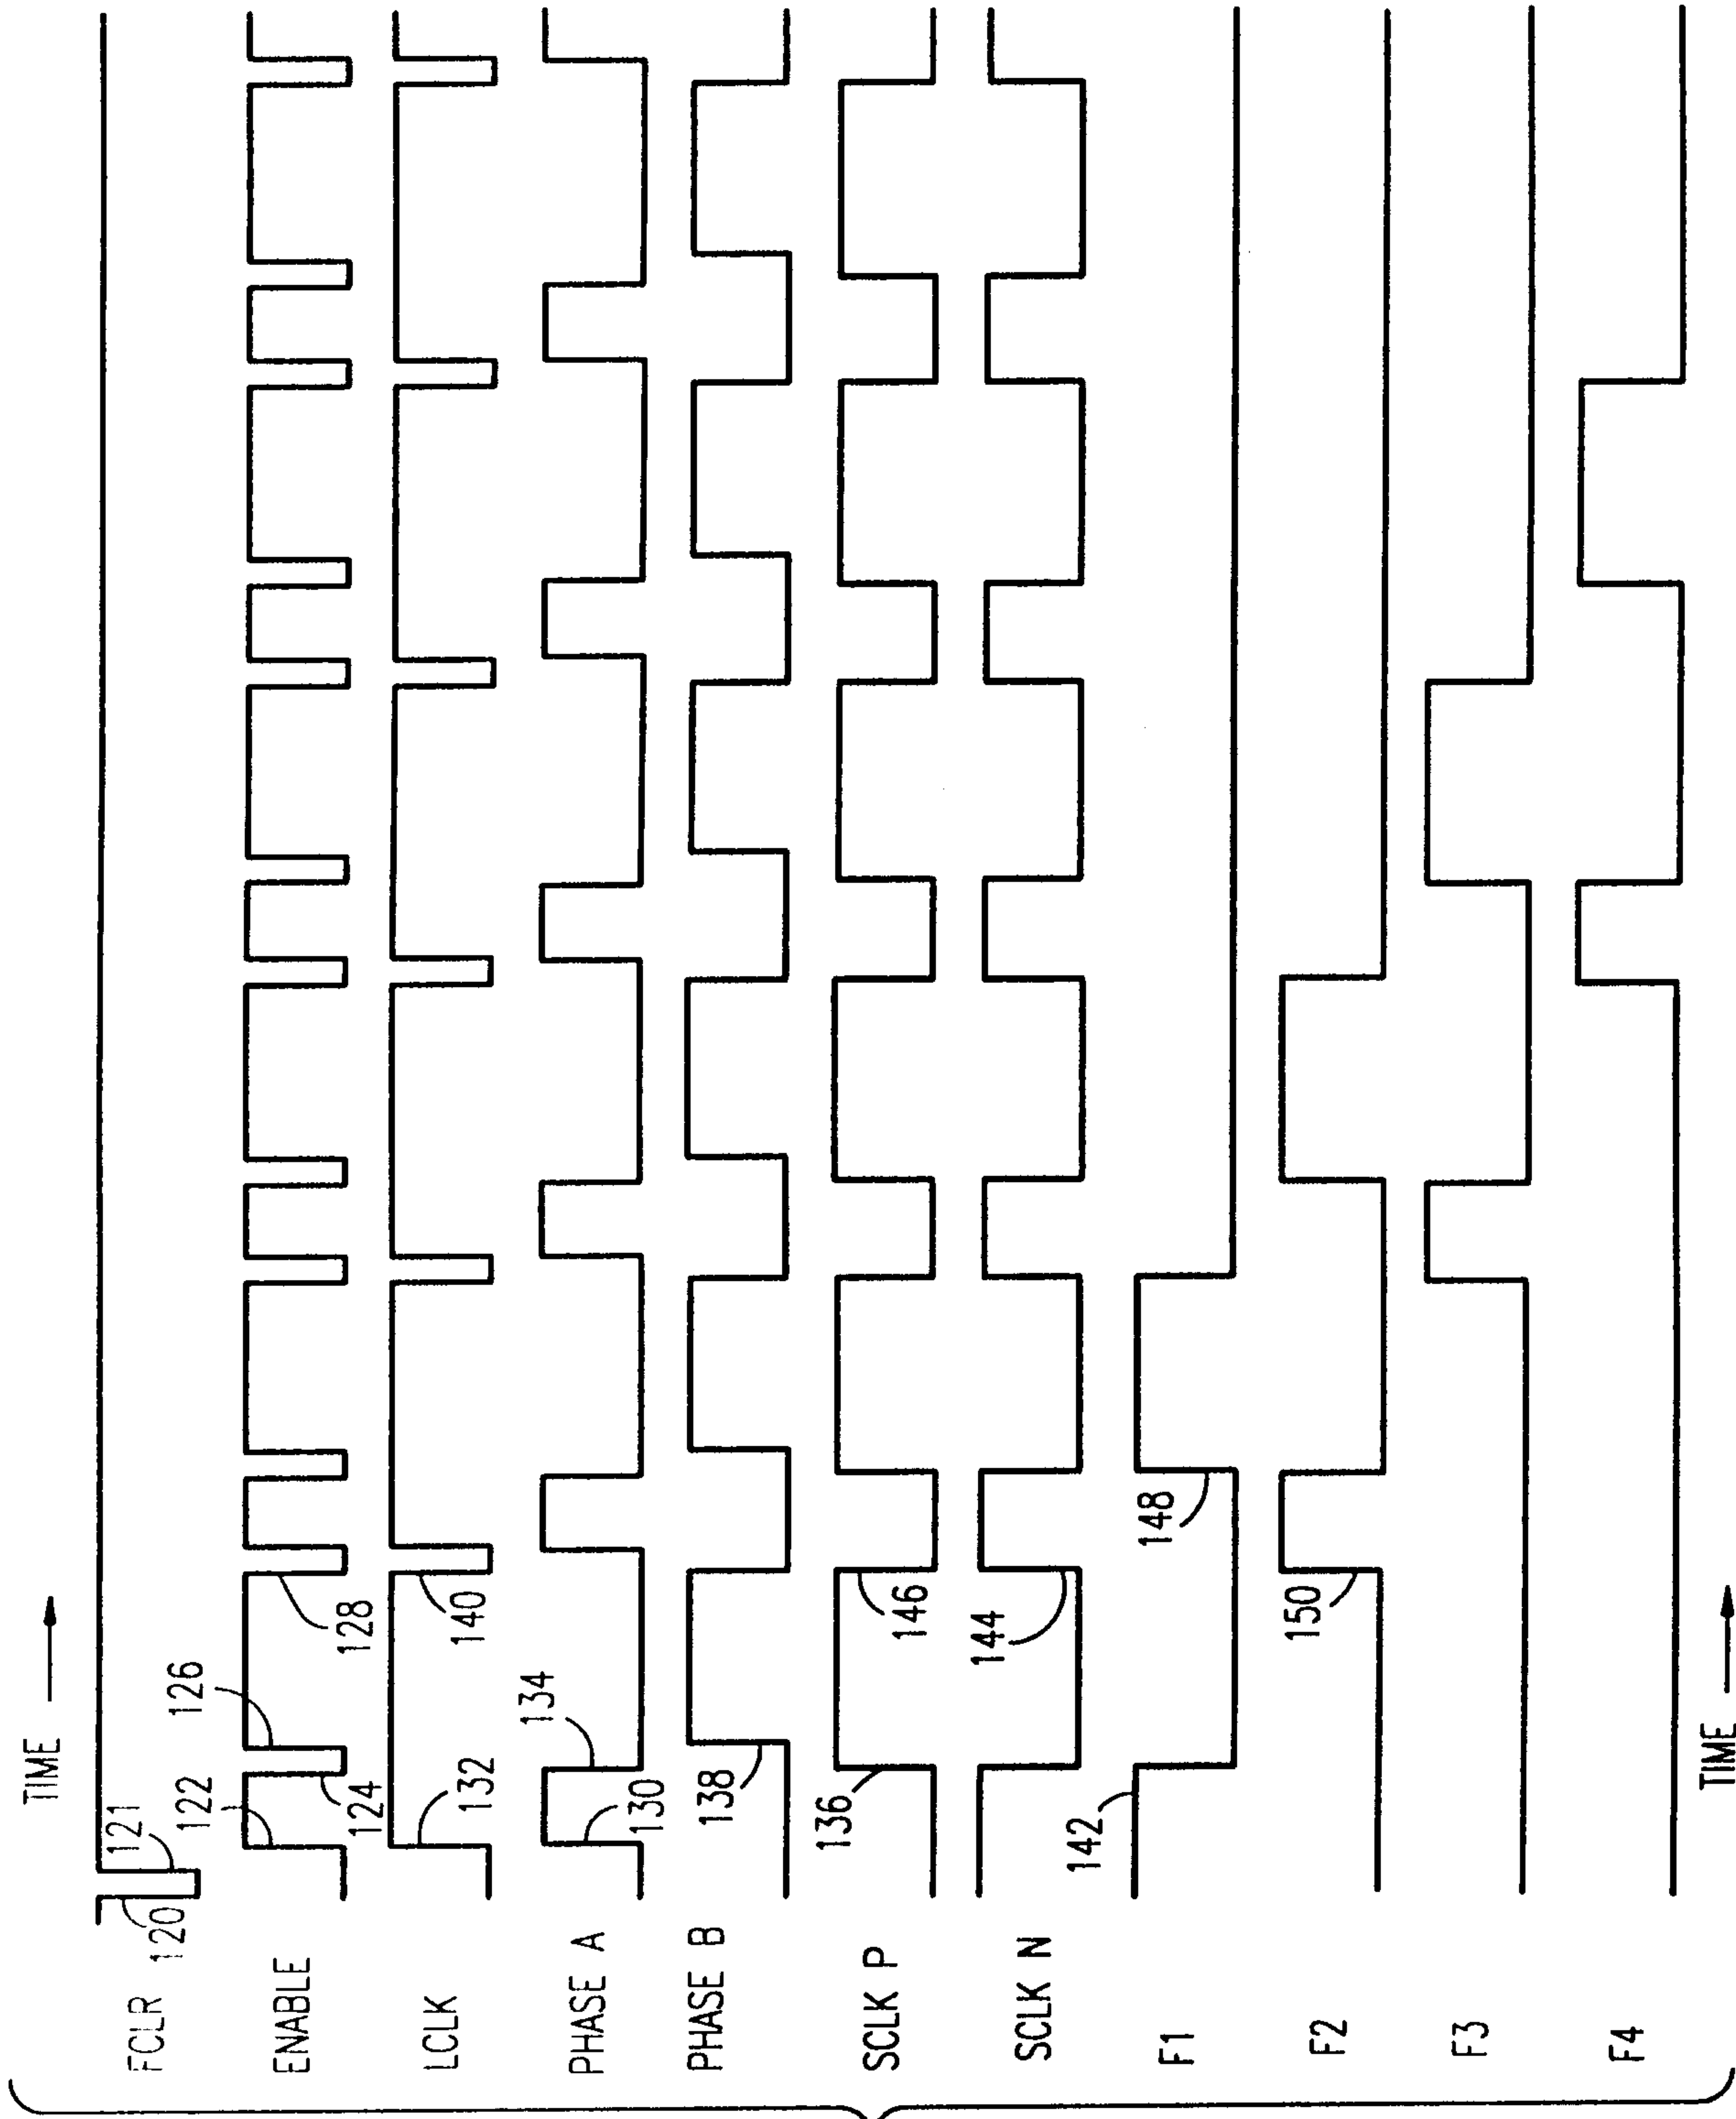 TIME
FCLR
120
121
ENABLE
122
124
126
128
LCLK
132
140
PHASE A
130
134
PHASE B
138
SCLK P
136
146
SCLK N
144
F1
142
148
F2
150
F3
F4
TIME